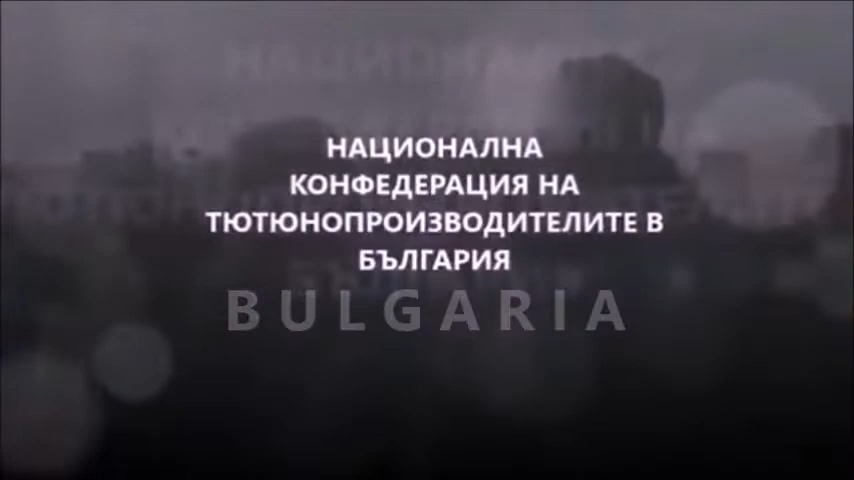 НАЦИОНАЛНА
КОНФЕДЕРАЦИЯ НА
ТЮТЮНОПРОИЗВОДИТЕЛИТЕ В
БЪЛГАРИЯ
BULGARIA